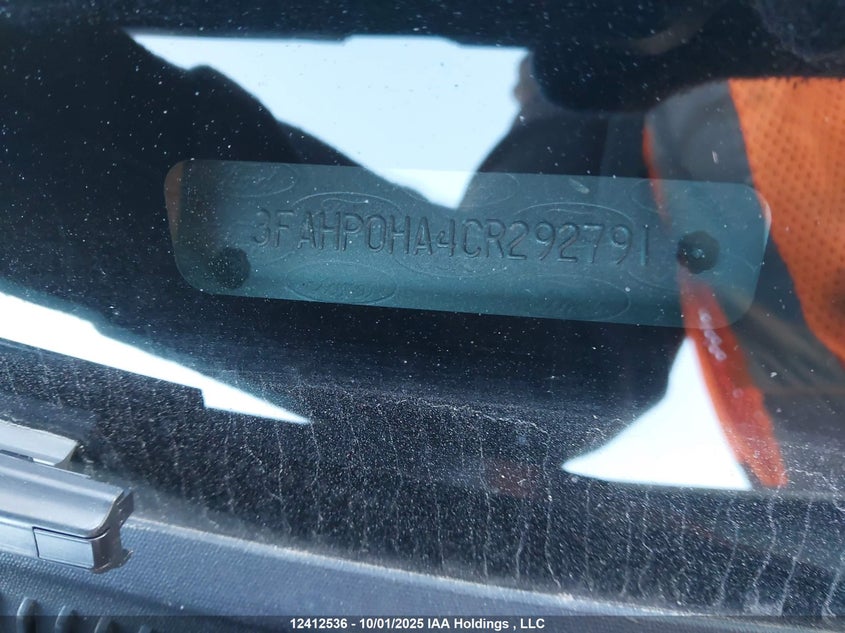 3FAHP0HA4CR292791
12412536 - 10/01/2025 IAA Holdings , LLC